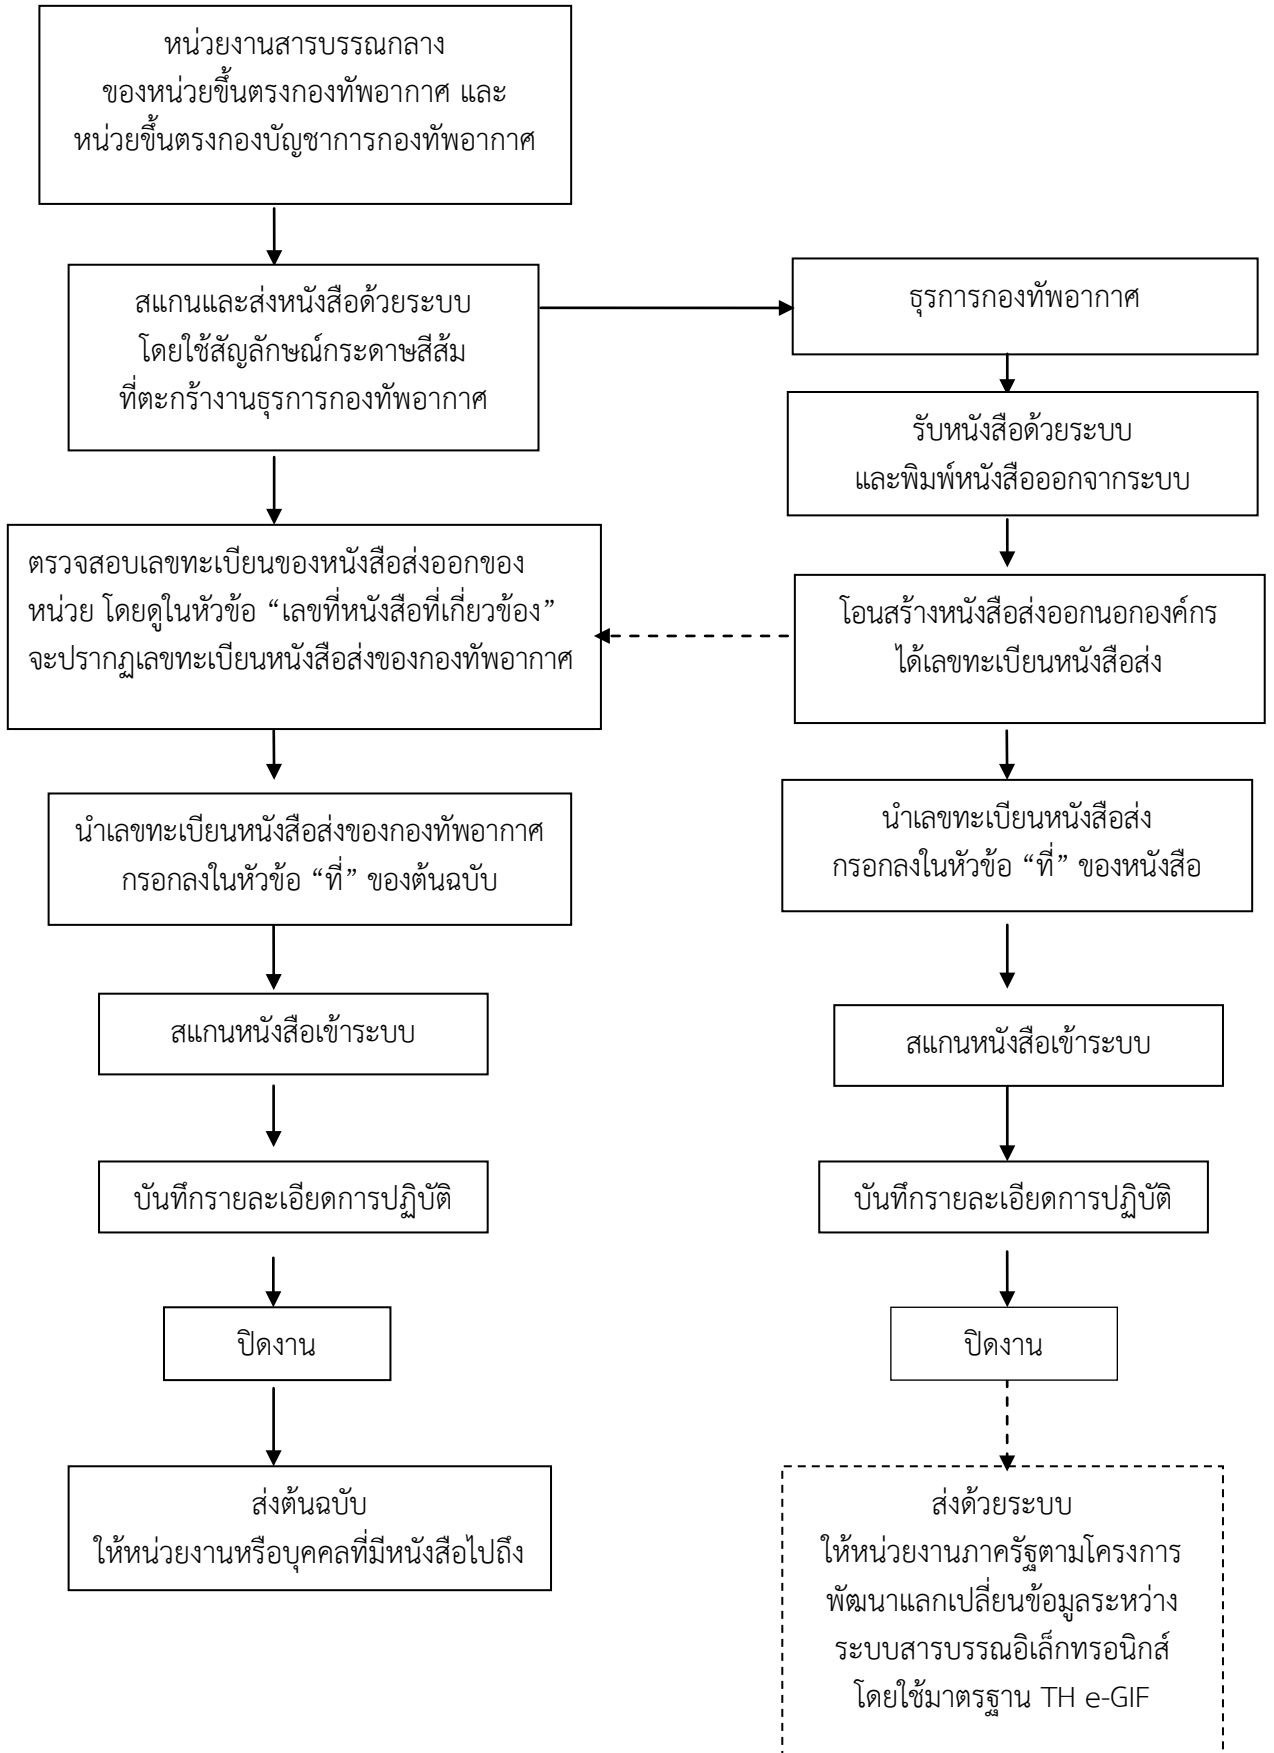 หน่วยงานสารบรรณกลาง
ของหน่วยขึ้นตรงกองทัพอากาศ และ
หน่วยขึ้นตรงกองบัญชาการกองทัพอากาศ
สแกนและส่งหนังสือด้วยระบบ
โดยใช้สัญลักษณ์กระดาษสีส้ม
ที่ตะกร้างานธุรการกองทัพอากาศ
ธุรการกองทัพอากาศ
รับหนังสือด้วยระบบ
และพิมพ์หนังสือออกจากระบบ
ตรวจสอบเลขทะเบียนของหนังสือส่งออกของ
หน่วย โดยดูในหัวข้อ “เลขที่หนังสือที่เกี่ยวข้อง”
จะปรากฏเลขทะเบียนหนังสือส่งของกองทัพอากาศ
โอนสร้างหนังสือส่งออกนอกองค์กร
ได้เลขทะเบียนหนังสือส่ง
นำเลขทะเบียนหนังสือส่งของกองทัพอากาศ
กรอกลงในหัวข้อ “ที่” ของต้นฉบับ
นำเลขทะเบียนหนังสือส่ง
กรอกลงในหัวข้อ “ที่” ของหนังสือ
สแกนหนังสือเข้าระบบ
สแกนหนังสือเข้าระบบ
บันทึกรายละเอียดการปฏิบัติ
บันทึกรายละเอียดการปฏิบัติ
ปิดงาน
ปิดงาน
ส่งต้นฉบับ
ให้หน่วยงานหรือบุคคลที่มีหนังสือไปถึง
ส่งด้วยระบบ
ให้หน่วยงานภาครัฐตามโครงการ
พัฒนาแลกเปลี่ยนข้อมูลระหว่าง
ระบบสารบรรณอิเล็กทรอนิกส์
โดยใช้มาตรฐาน TH e-GIF